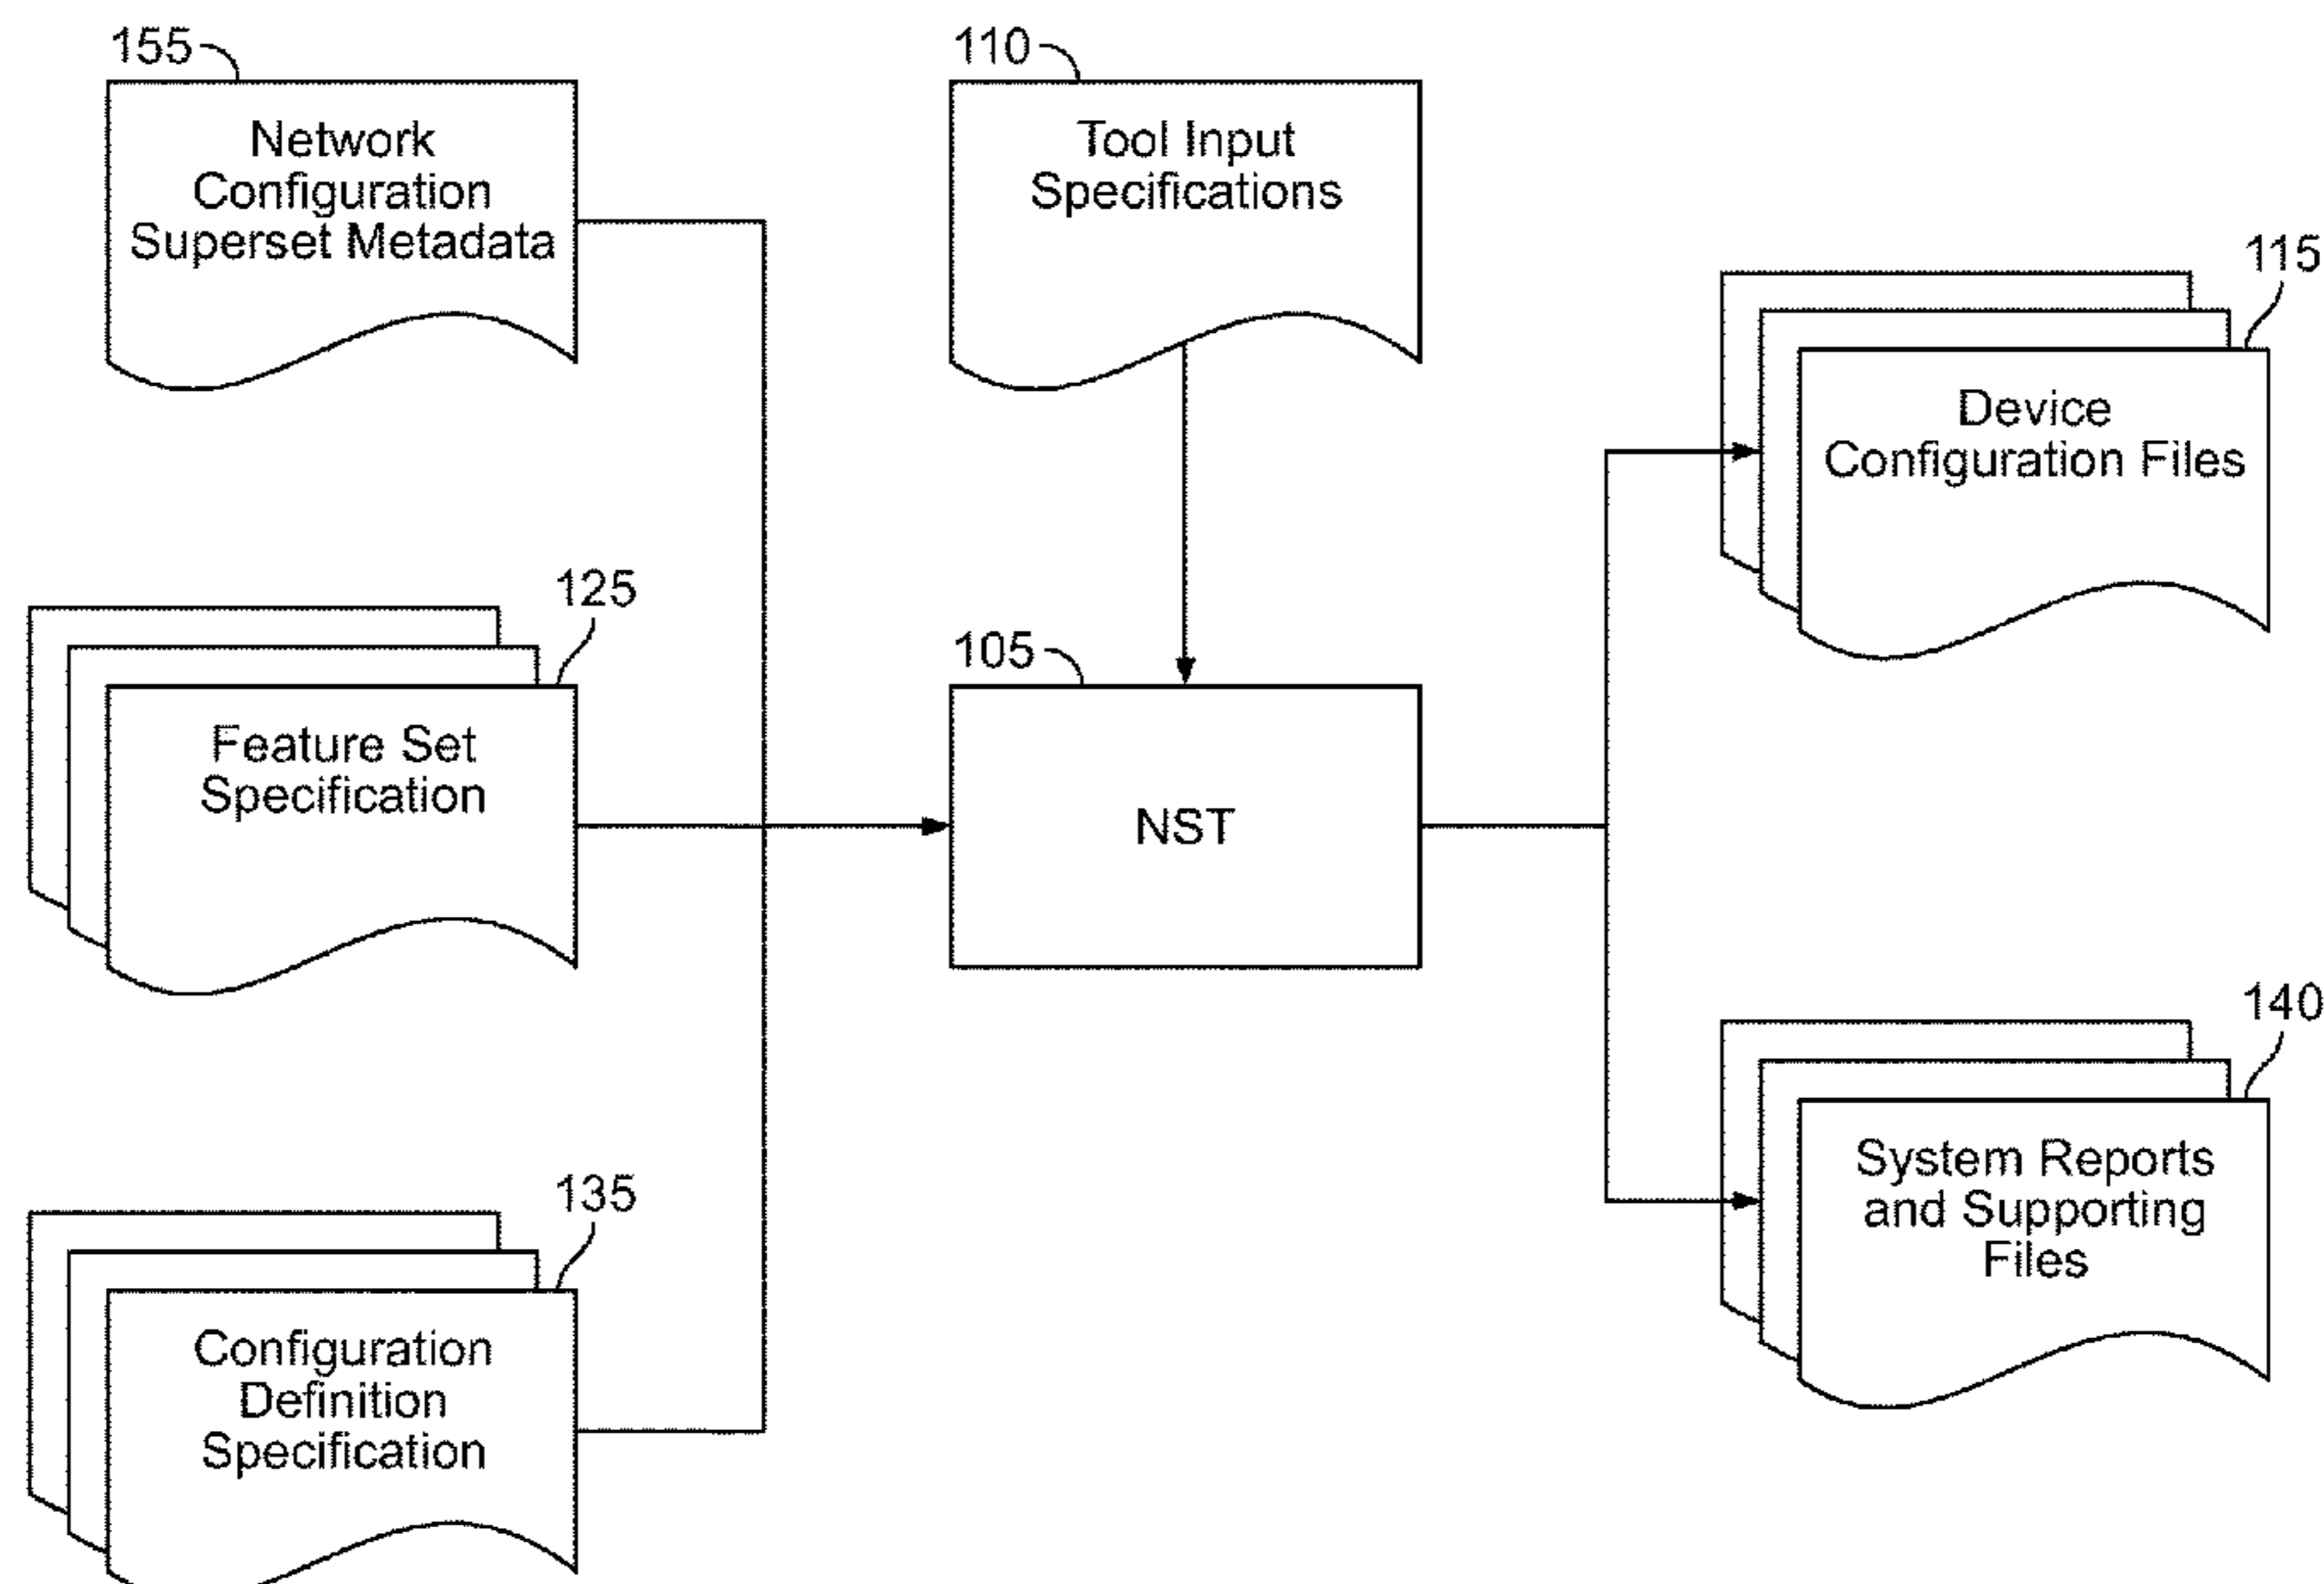 155
Network
Configuration
Superset Metadata
110
Tool Input
Specifications
115
Device
Configuration Files
125
Feature Set
Specification
105
NST
140
System Reports
and Supporting
Files
135
Configuration
Definition
Specification